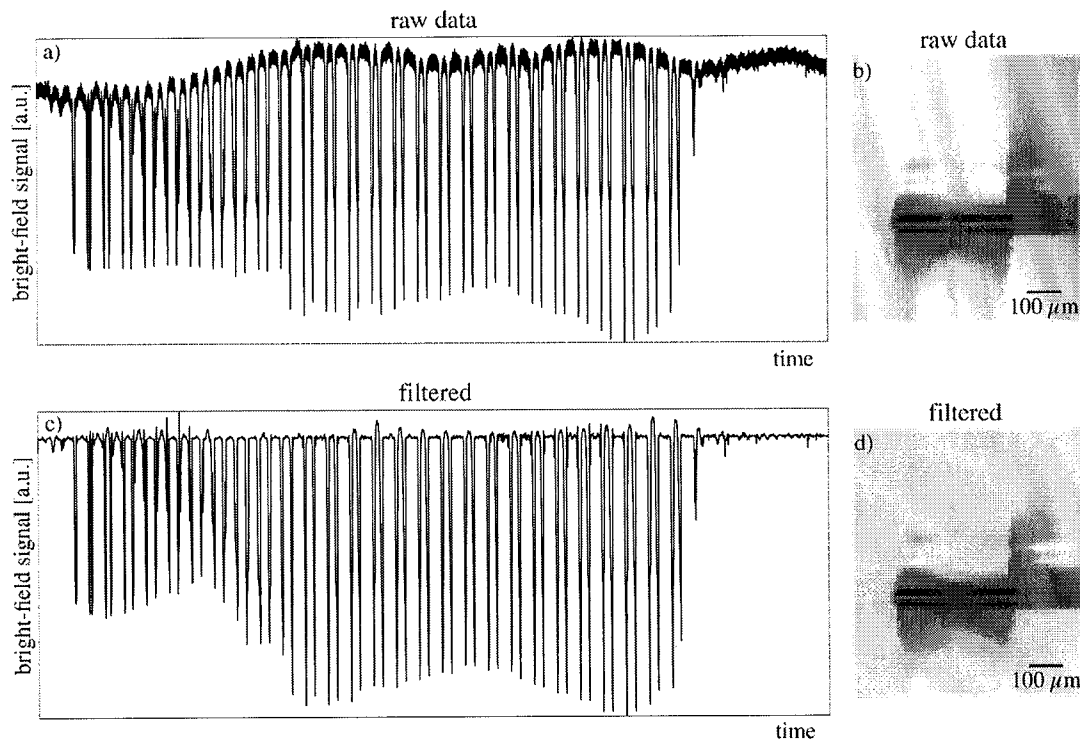 raw data
a)
bright-field signal [a.u.]
time
raw data
b)
100 μm
filtered
c)
bright-field signal [a.u.]
time
filtered
d)
100 μm